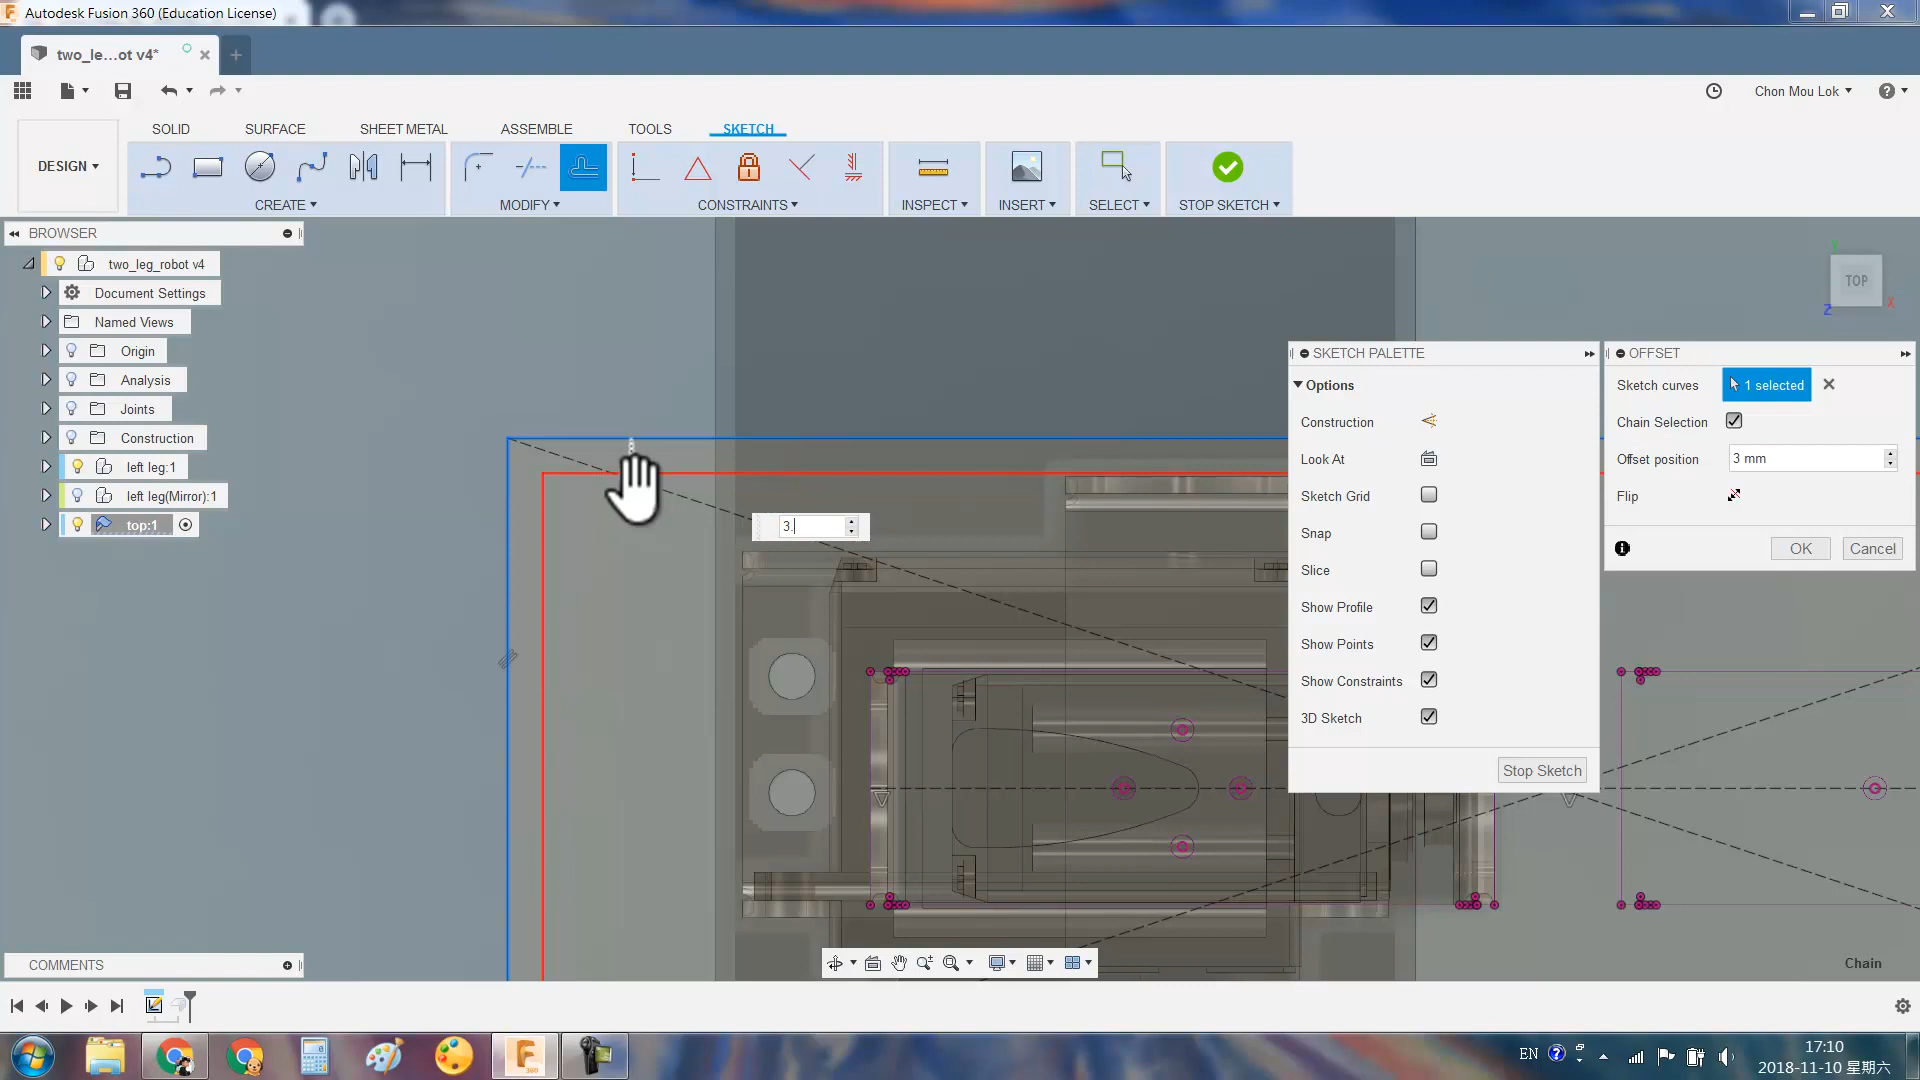 Autodesk Fusion 360 (Education License)
two_le...ot v4*
Chon Mou Lok
SOLID
SURFACE
SHEET METAL
ASSEMBLE
TOOLS
SKETCH
DESIGN
CREATE
MODIFY
CONSTRAINTS
INSPECT
INSERT
SELECT
STOP SKETCH
BROWSER
two_leg_robot v4
Document Settings
Named Views
Origin
Analysis
Joints
Construction
left leg:1
left leg(Mirror):1
top:1
Y
TOP
X
Z
SKETCH PALETTE
Options
Construction
Look At
Sketch Grid
Snap
Slice
Show Profile
Show Points
Show Constraints
3D Sketch
Stop Sketch
OFFSET
Sketch curves
1 selected
Chain Selection
Offset position
3 mm
Flip
OK
Cancel
3.
COMMENTS
Chain
EN
17:10
2018-11-10 星期六
360